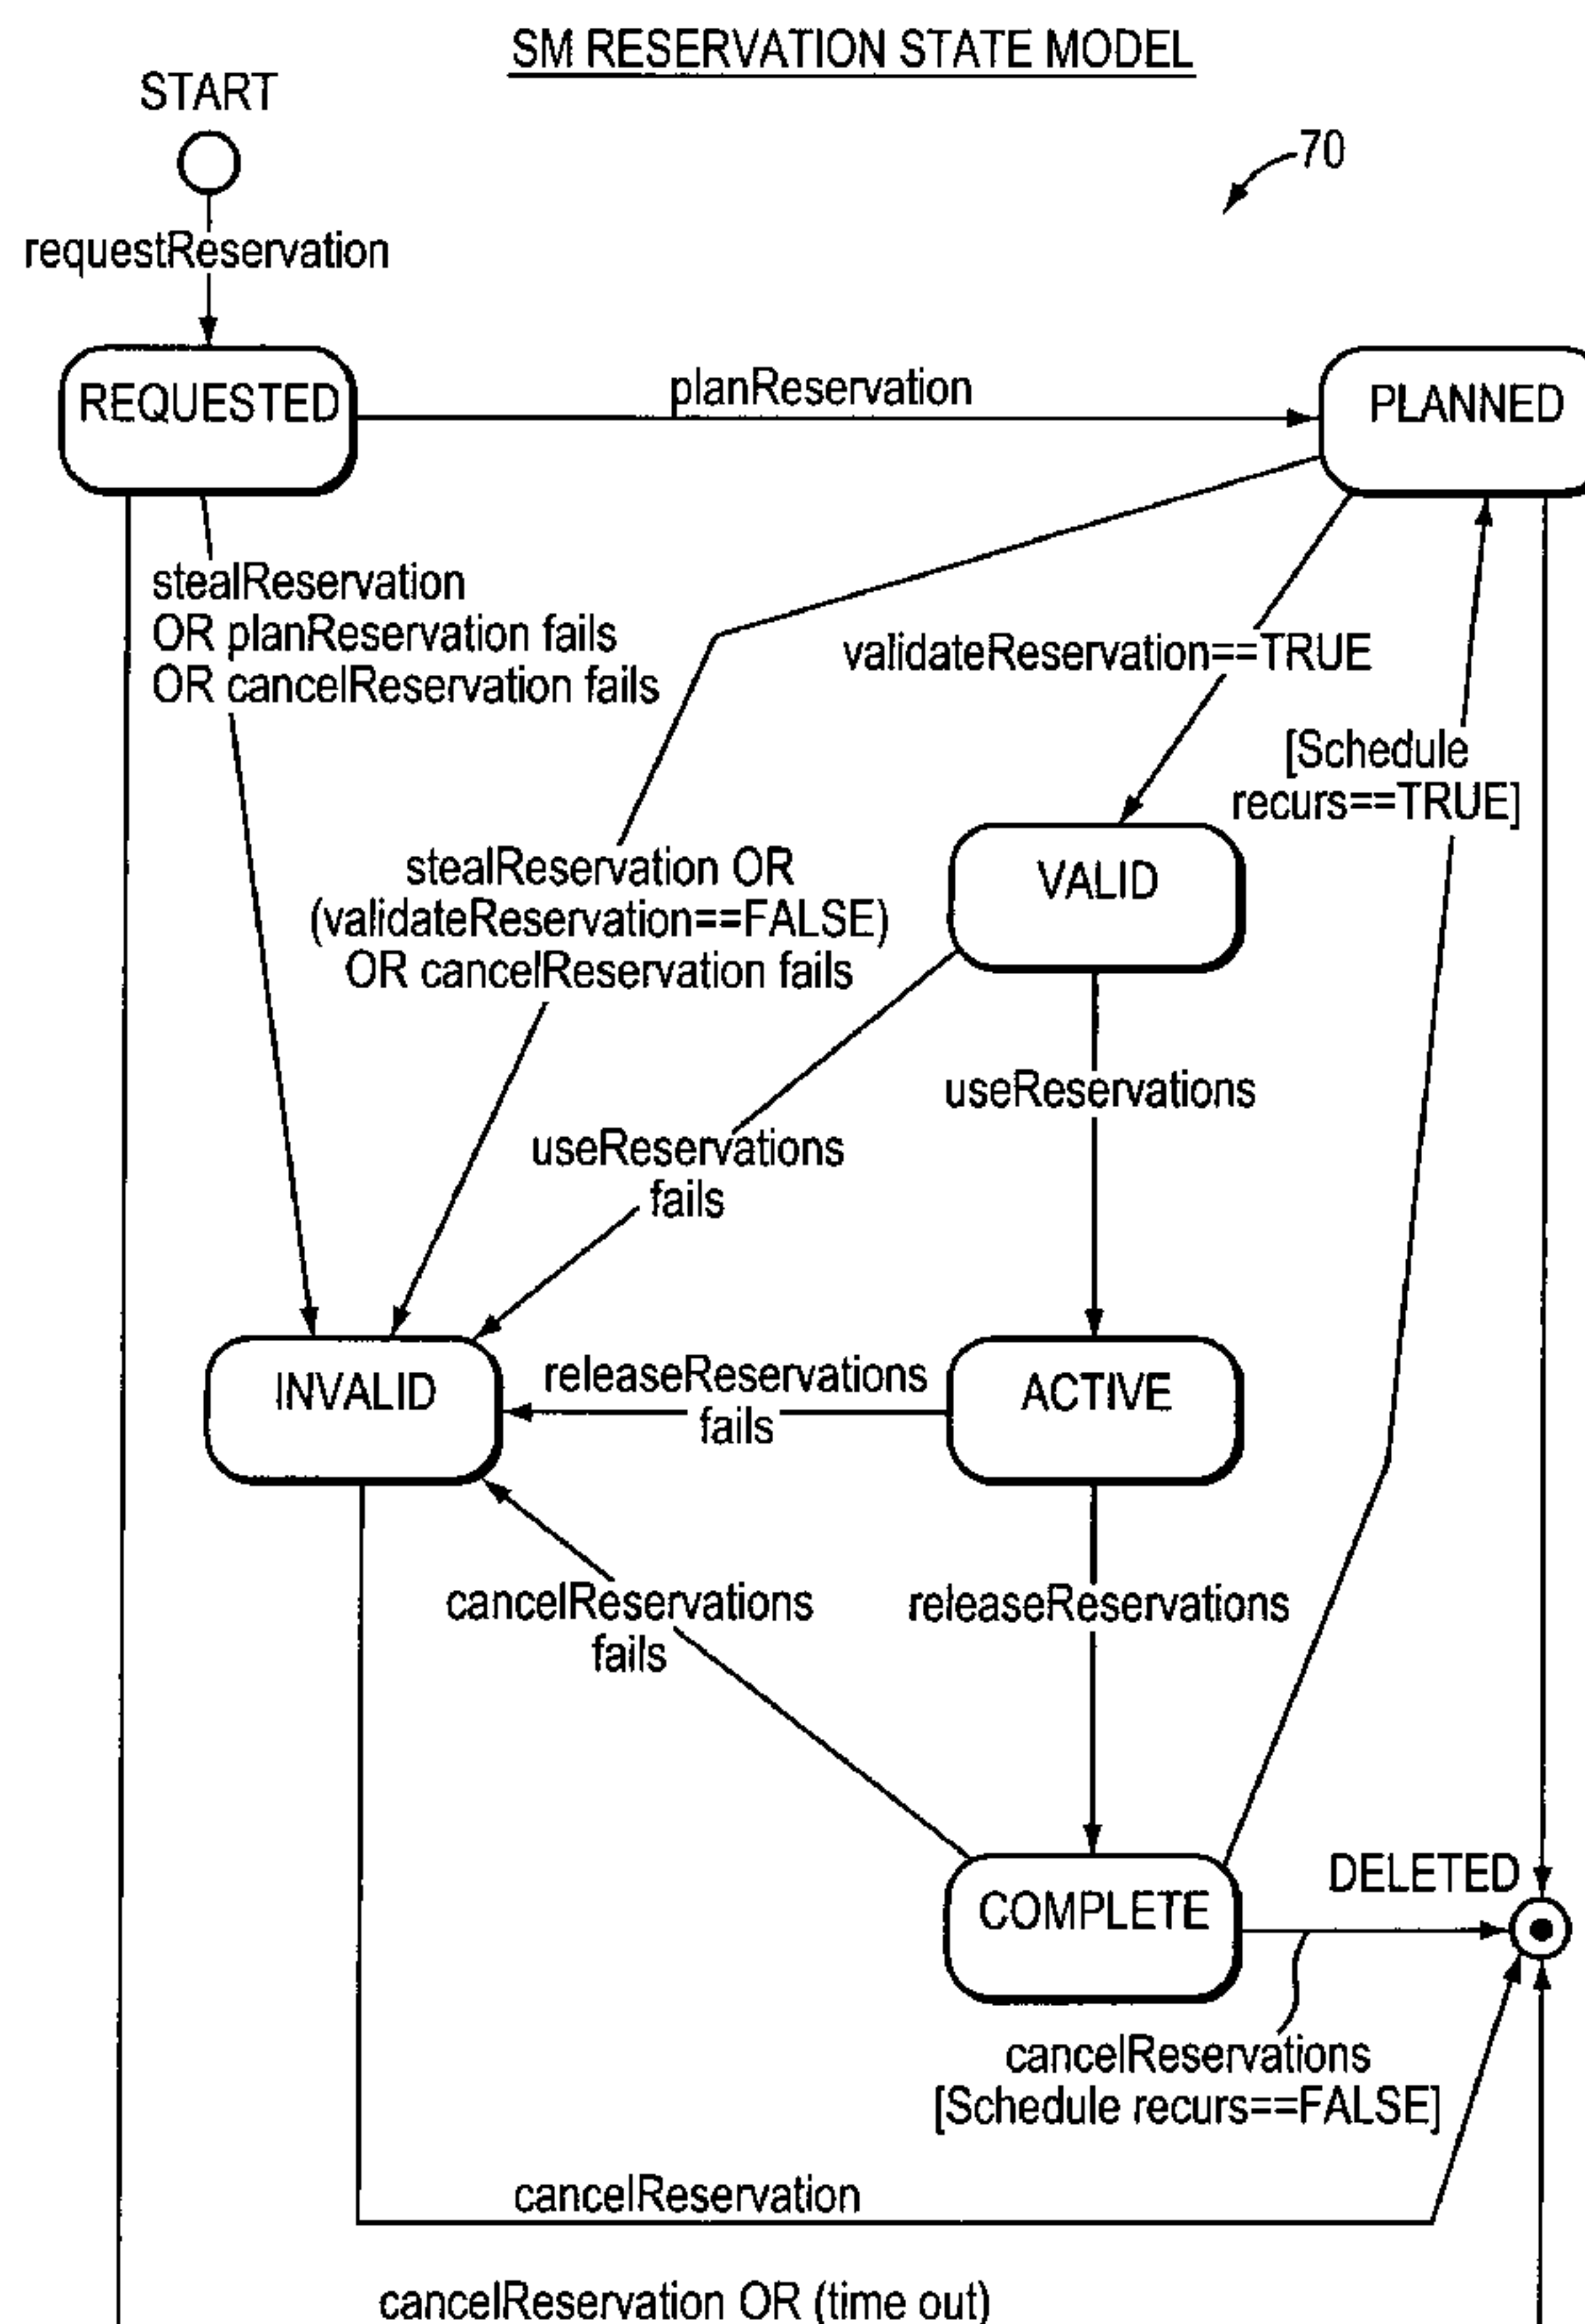 SM RESERVATION STATE MODEL
START
70
requestReservation
REQUESTED
planReservation
PLANNED
stealReservation
OR planReservation fails
OR cancelReservation fails
validateReservation==TRUE
[Schedule
recurs==TRUE]
stealReservation OR
(validateReservation==FALSE)
OR cancelReservation fails
VALID
useReservations
useReservations
fails
INVALID
releaseReservations
fails
ACTIVE
cancelReservations
fails
releaseReservations
COMPLETE
DELETED
cancelReservations
[Schedule recurs==FALSE]
cancelReservation
cancelReservation OR (time out)